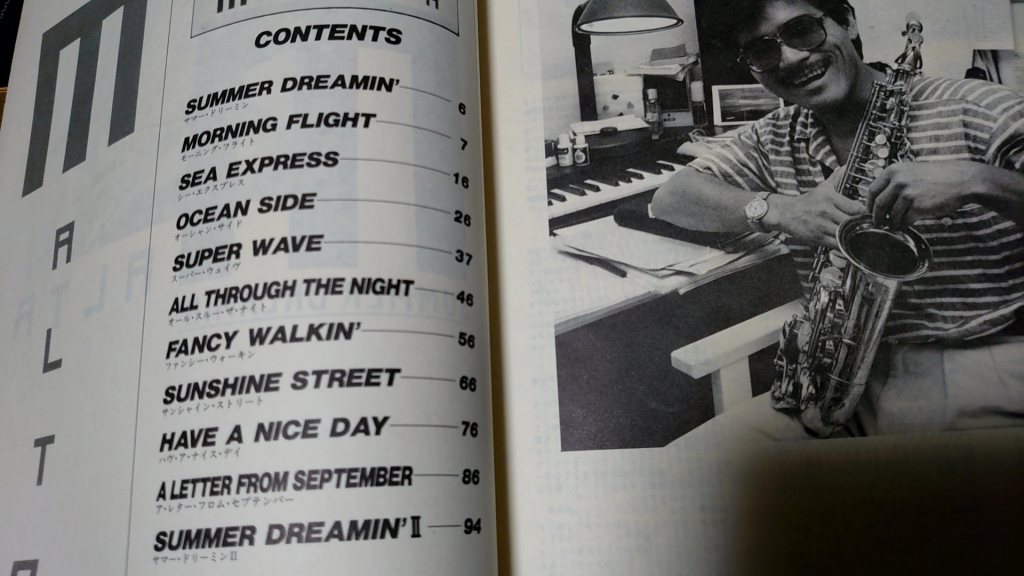 M
A
L
T
CONTENTS
SUMMER DREAMIN' 6
サマー・ドリーミン
MORNING FLIGHT 7
モーニング・フライト
SEA EXPRESS 16
シー・エクスプレス
OCEAN SIDE 26
オーシャン・サイド
SUPER WAVE 37
スーパー・ウェイヴ
ALL THROUGH THE NIGHT 46
オール・スルー・ザ・ナイト
FANCY WALKIN' 56
ファンシー・ウォーキン
SUNSHINE STREET 66
サンシャイン・ストリート
HAVE A NICE DAY 76
ハヴ・ア・ナイス・デイ
A LETTER FROM SEPTEMBER 86
ア・レター・フロム・セプテンバー
SUMMER DREAMIN' II 94
サマー・ドリーミン II